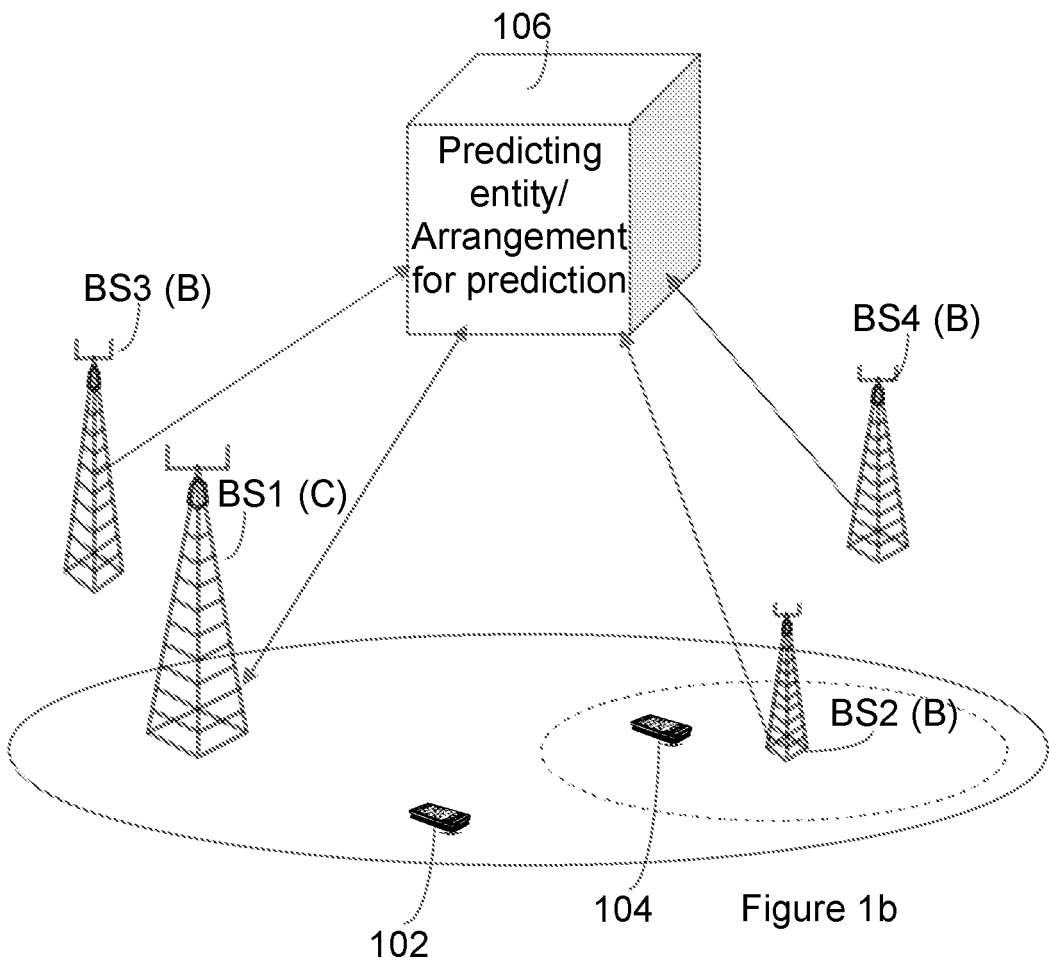 106
Predicting
entity/
Arrangement
for prediction
BS3 (B)
BS4 (B)
BS1 (C)
BS2 (B)
104
Figure 1b
102